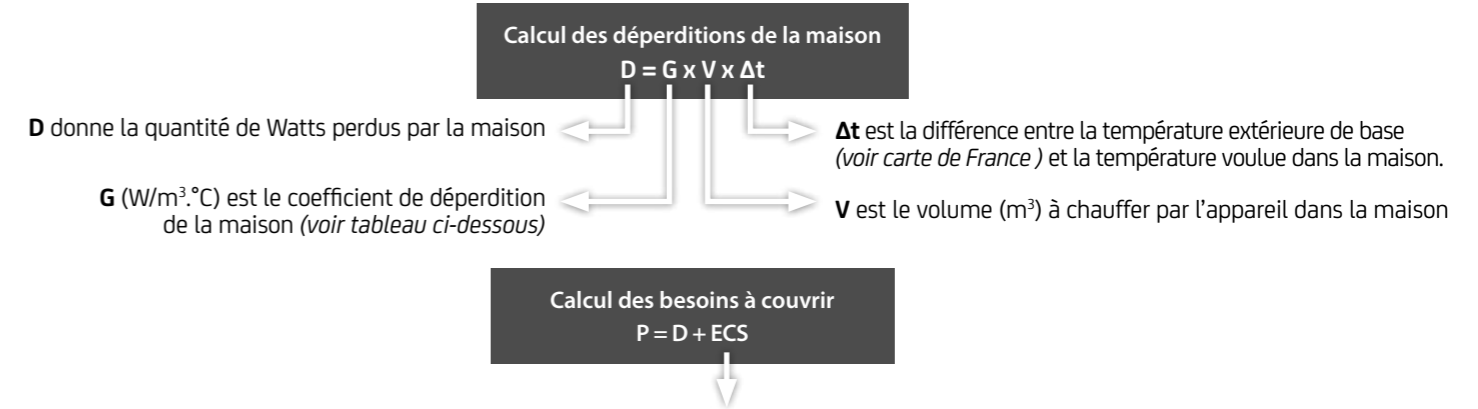 Calcul des déperditions de la maison
D = G x V x Δt
D donne la quantité de Watts perdus par la maison
Δt est la différence entre la température extérieure de base
(voir carte de France ) et la température voulue dans la maison.
G (W/m³.°C) est le coefficient de déperdition
de la maison (voir tableau ci-dessous)
V est le volume (m³) à chauffer par l'appareil dans la maison
Calcul des besoins à couvrir
P = D + ECS